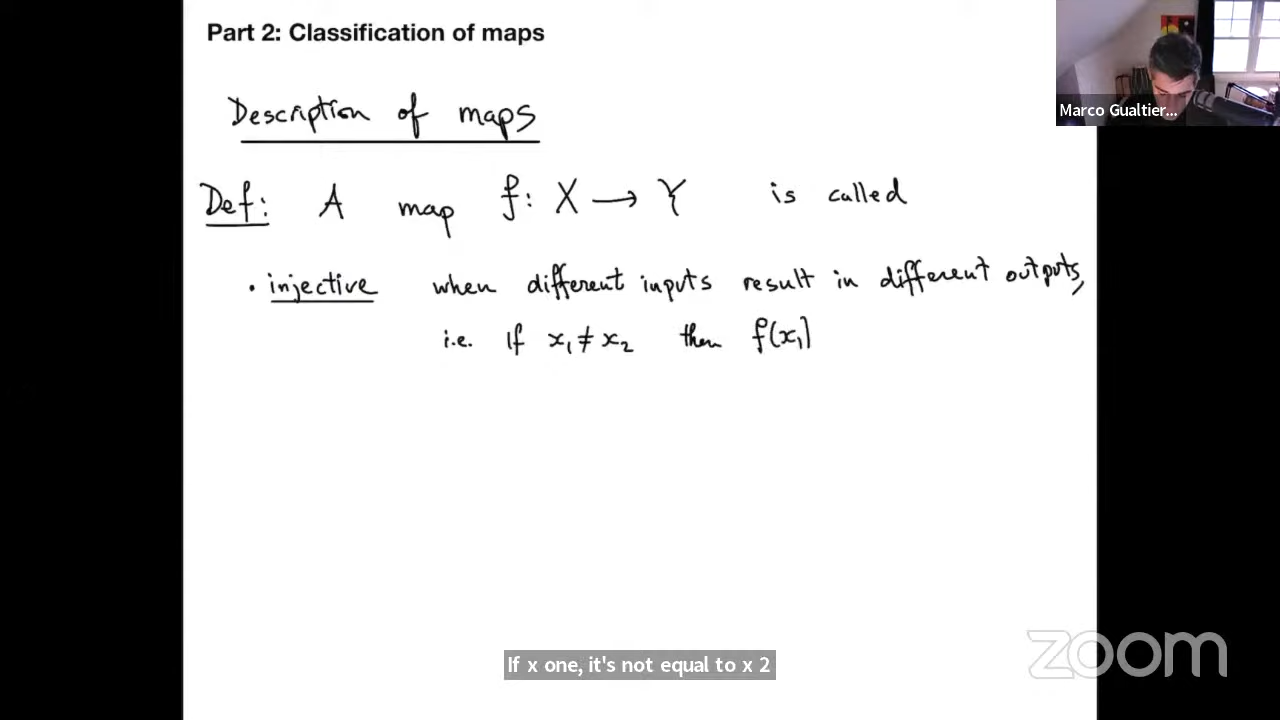 Part 2: Classification of maps
Description of maps
Def: A map f: X → Y is called
• injective when different inputs result in different outputs,
i.e. If x₁ ≠ x₂ then f(x₁)
Marco Gualtier...
If x one, it's not equal to x 2
zoom